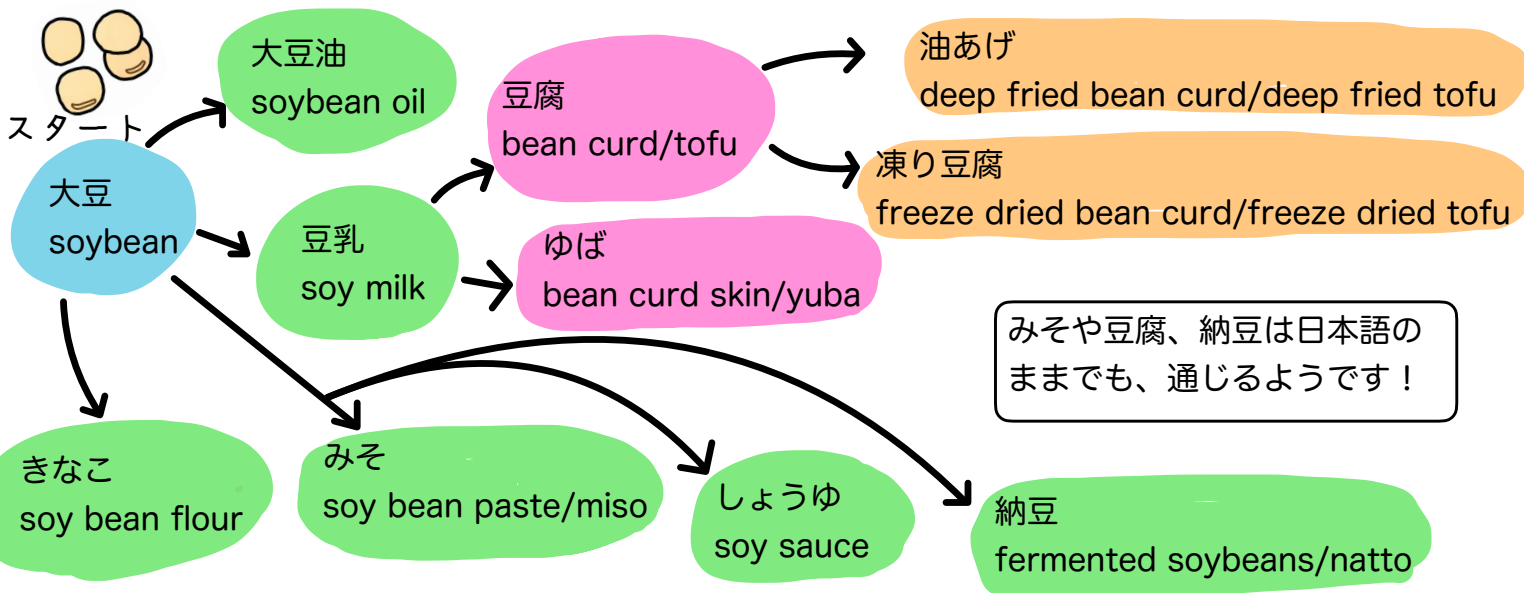 スタート
大豆
soybean
大豆油
soybean oil
豆乳
soy milk
豆腐
bean curd/tofu
ゆば
bean curd skin/yuba
油あげ
deep fried bean curd/deep fried tofu
凍り豆腐
freeze dried bean curd/freeze dried tofu
みそや豆腐、納豆は日本語の
ままでも、通じるようです！
きなこ
soy bean flour
みそ
soy bean paste/miso
しょうゆ
soy sauce
納豆
fermented soybeans/natto